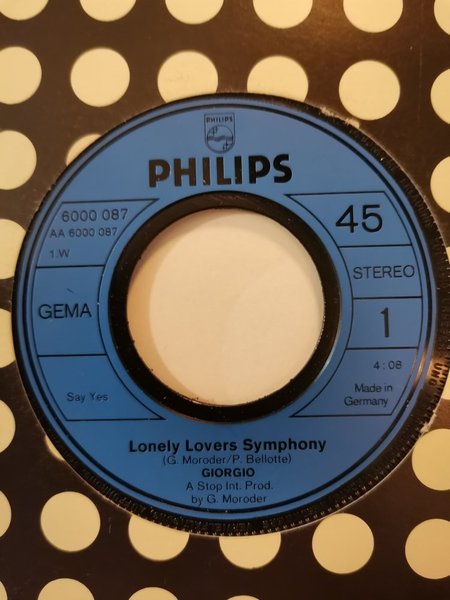 PHILIPS
PHILIPS
6000 087
AA 6000 087
1.W
GEMA
Say Yes
45
STEREO
1
4:08
Made in
Germany
Lonely Lovers Symphony
(G. Moroder/P. Bellotte)
GIORGIO
A Stop Int. Prod.
by G. Moroder